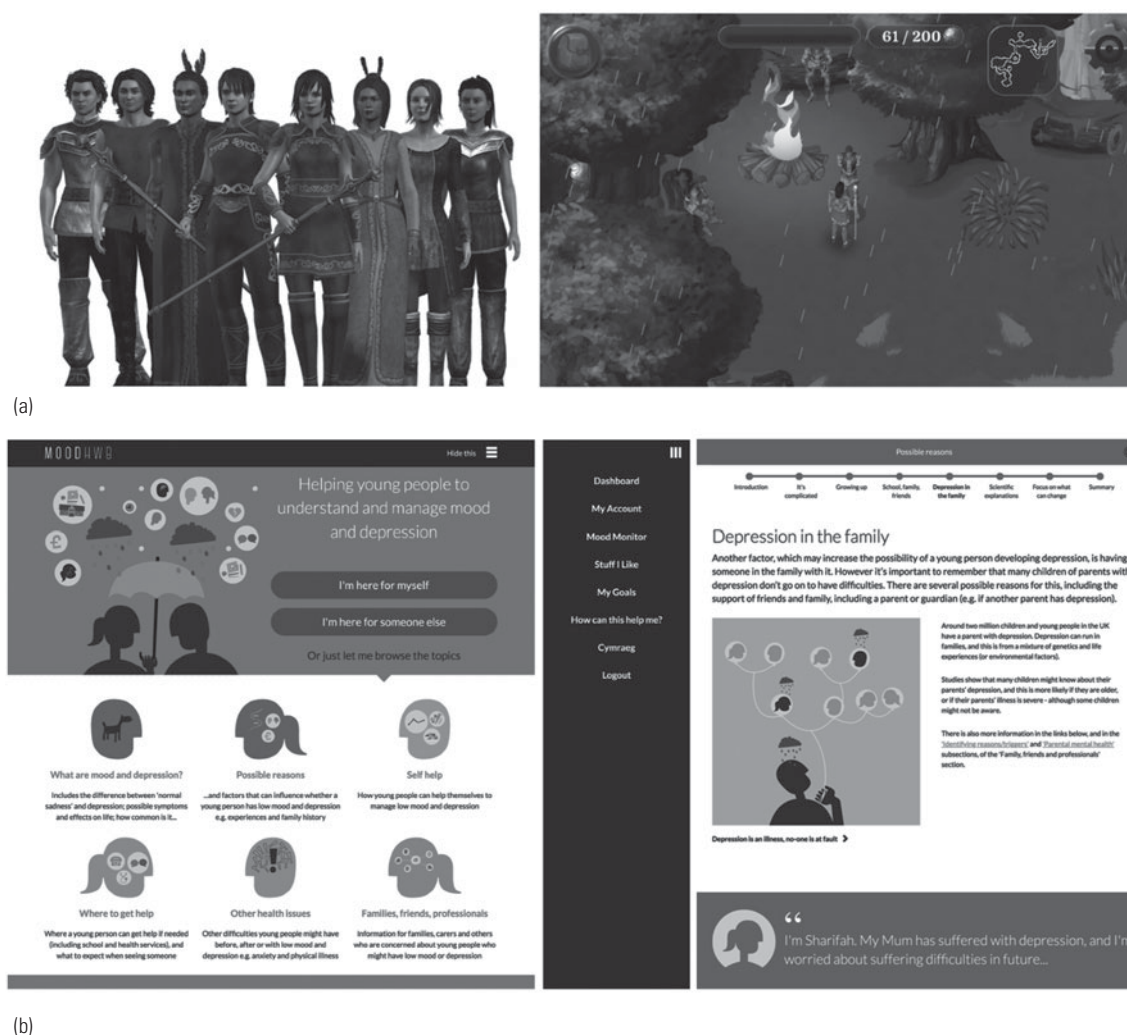 61 / 200
(a)
MOODHWB
Hide this
Helping young people to
understand and manage mood
and depression
I'm here for myself
I'm here for someone else
Or just let me browse the topics
What are mood and depression?
Includes the difference between 'normal
sadness' and depression; possible symptoms
and effects on life; how common is it...
Possible reasons
...and factors that can influence whether a
young person has low mood and depression
e.g. experiences and family history
Self help
How young people can help themselves to
manage low mood and depression
Where to get help
Where a young person can get help if needed
(including school and health services), and
what to expect when seeing someone
Other health issues
Other difficulties young people might have
before, after or with low mood and
depression e.g. anxiety and physical illness
Families, friends, professionals
Information for families, carers and others
who are concerned about young people who
might have low mood or depression
Dashboard
My Account
Mood Monitor
Stuff I Like
My Goals
How can this help me?
Cymraeg
Logout
Possible reasons
Introduction
It's
complicated
Growing up
School, family,
friends
Depression in
the family
Scientific
explanations
Focus on what
can change
Summary
Depression in the family
Another factor, which may increase the possibility of a young person developing depression, is having
someone in the family with it. However it's important to remember that many children of parents with
depression don't go on to have difficulties. There are several possible reasons for this, including the
support of friends and family, including a parent or guardian (e.g. if another parent has depression).
Around two million children and young people in the UK
have a parent with depression. Depression can run in
families, and this is from a mixture of genetics and life
experiences (or environmental factors).
Studies show that many children might know about their
parents' depression, and this is more likely if they are older,
or if their parents' illness is severe - although some children
might not be aware.
There is also more information in the links below, and in the
'Identifying reasons/triggers' and 'Parental mental health'
subsections, of the 'Family, friends and professionals'
section.
Depression is an illness, no-one is at fault
“
I'm Sharifah. My Mum has suffered with depression, and I'm
worried about suffering difficulties in future...
(b)